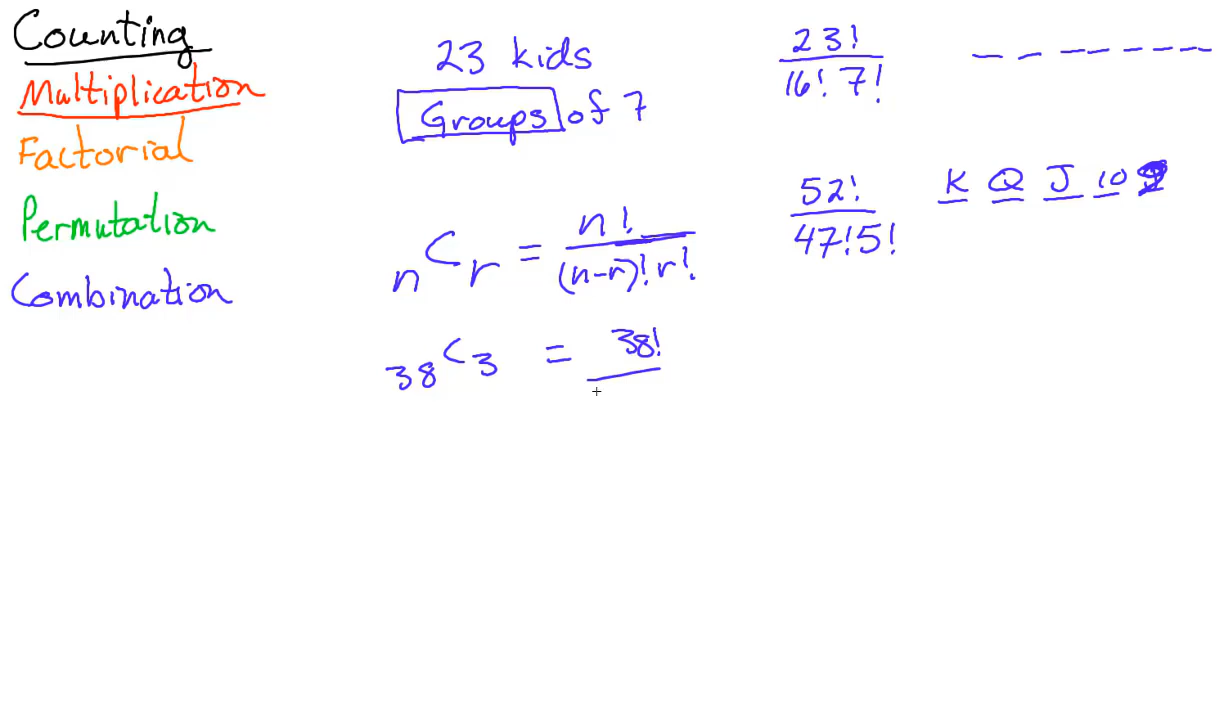 Counting
Multiplication
Factorial
Permutation
Combination
23 kids
Groups of 7
nCr = n! / (n-r)! r!
38C3 = 38!
23!
16! 7!
52!
47! 5!
K Q J 10